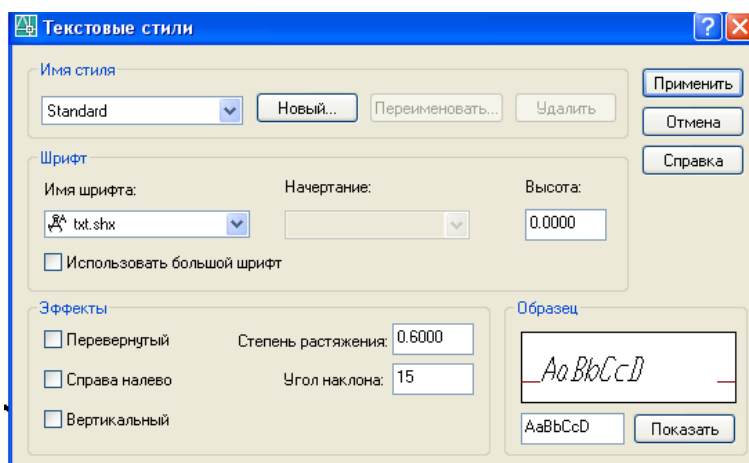 Текстовые стили
Имя стиля
Standard
Новый...
Переименовать...
Удалить
Применить
Отмена
Справка
Шрифт
Имя шрифта:
Начертание:
Высота:
txt.shx
0.0000
Использовать большой шрифт
Эффекты
Перевернутый
Степень растяжения: 0.6000
Справа налево
Угол наклона: 15
Вертикальный
Образец
AaBbCcD
AaBbCcD
Показать